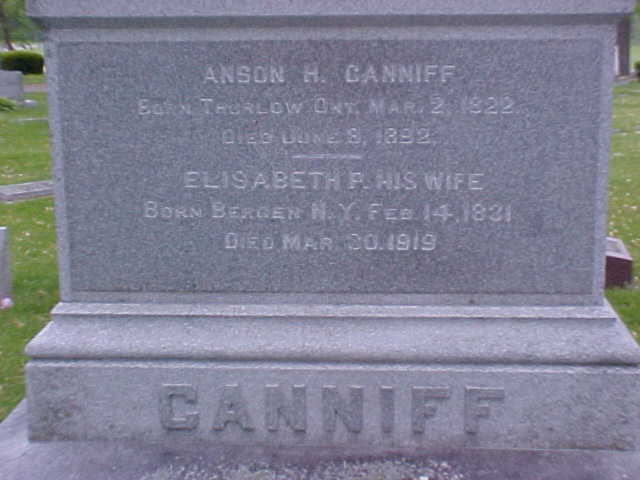 ANSON H. CANNIFF
BORN THURLOW ONT. MAR. 2, 1822.
DIED JUNE 3, 1892.
ELISABETH P. HIS WIFE
BORN BERGEN N.Y. FEB. 14, 1831
DIED MAR. 30, 1919
CANNIFF